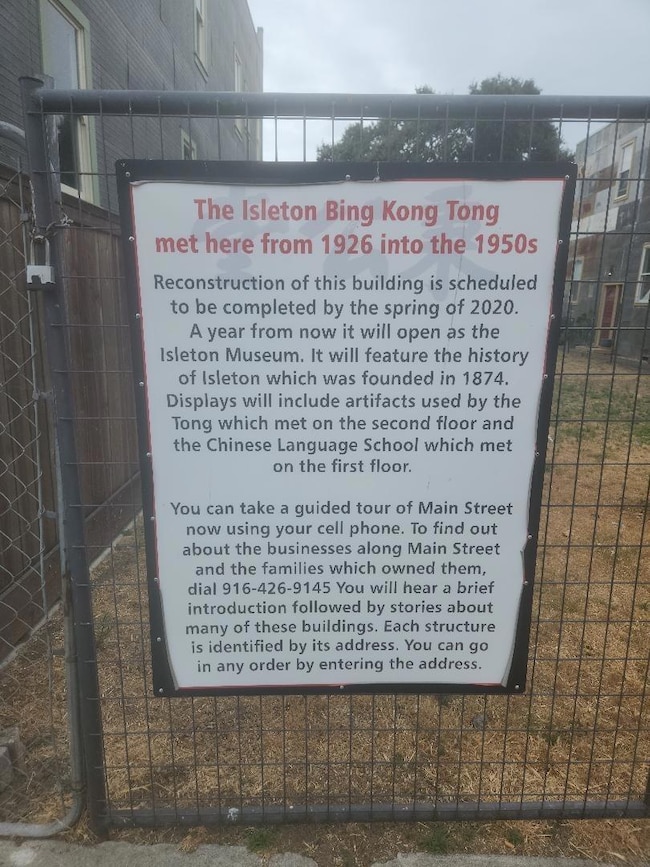 The Isleton Bing Kong Tong
met here from 1926 into the 1950s
Reconstruction of this building is scheduled
to be completed by the spring of 2020.
A year from now it will open as the
Isleton Museum. It will feature the history
of Isleton which was founded in 1874.
Displays will include artifacts used by the
Tong which met on the second floor and
the Chinese Language School which met
on the first floor.
You can take a guided tour of Main Street
now using your cell phone. To find out
about the businesses along Main Street
and the families which owned them,
dial 916-426-9145 You will hear a brief
introduction followed by stories about
many of these buildings. Each structure
is identified by its address. You can go
in any order by entering the address.